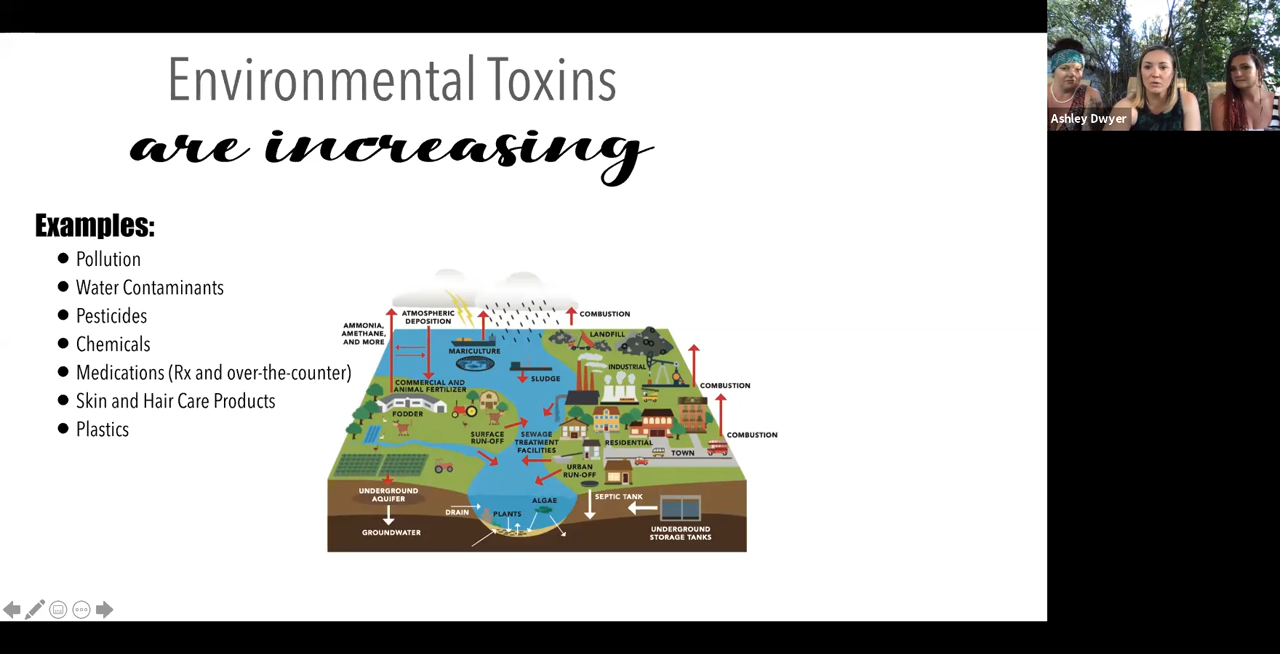 Environmental Toxins
are increasing
Ashley Dwyer
Examples:
Pollution
Water Contaminants
Pesticides
Chemicals
Medications (Rx and over-the-counter)
Skin and Hair Care Products
Plastics
AMMONIA,
AMETHANE,
AND MORE
ATMOSPHERIC
DEPOSITION
COMBUSTION
LANDFILL
MARICULTURE
SLUDGE
INDUSTRIAL
COMMERCIAL AND
ANIMAL FERTILIZER
COMBUSTION
FODDER
SURFACE
RUN-OFF
SEWAGE
TREATMENT
FACILITIES
RESIDENTIAL
COMBUSTION
TOWN
URBAN
RUN-OFF
UNDERGROUND
AQUIFER
ALGAE
SEPTIC TANK
DRAIN
PLANTS
GROUNDWATER
UNDERGROUND
STORAGE TANKS